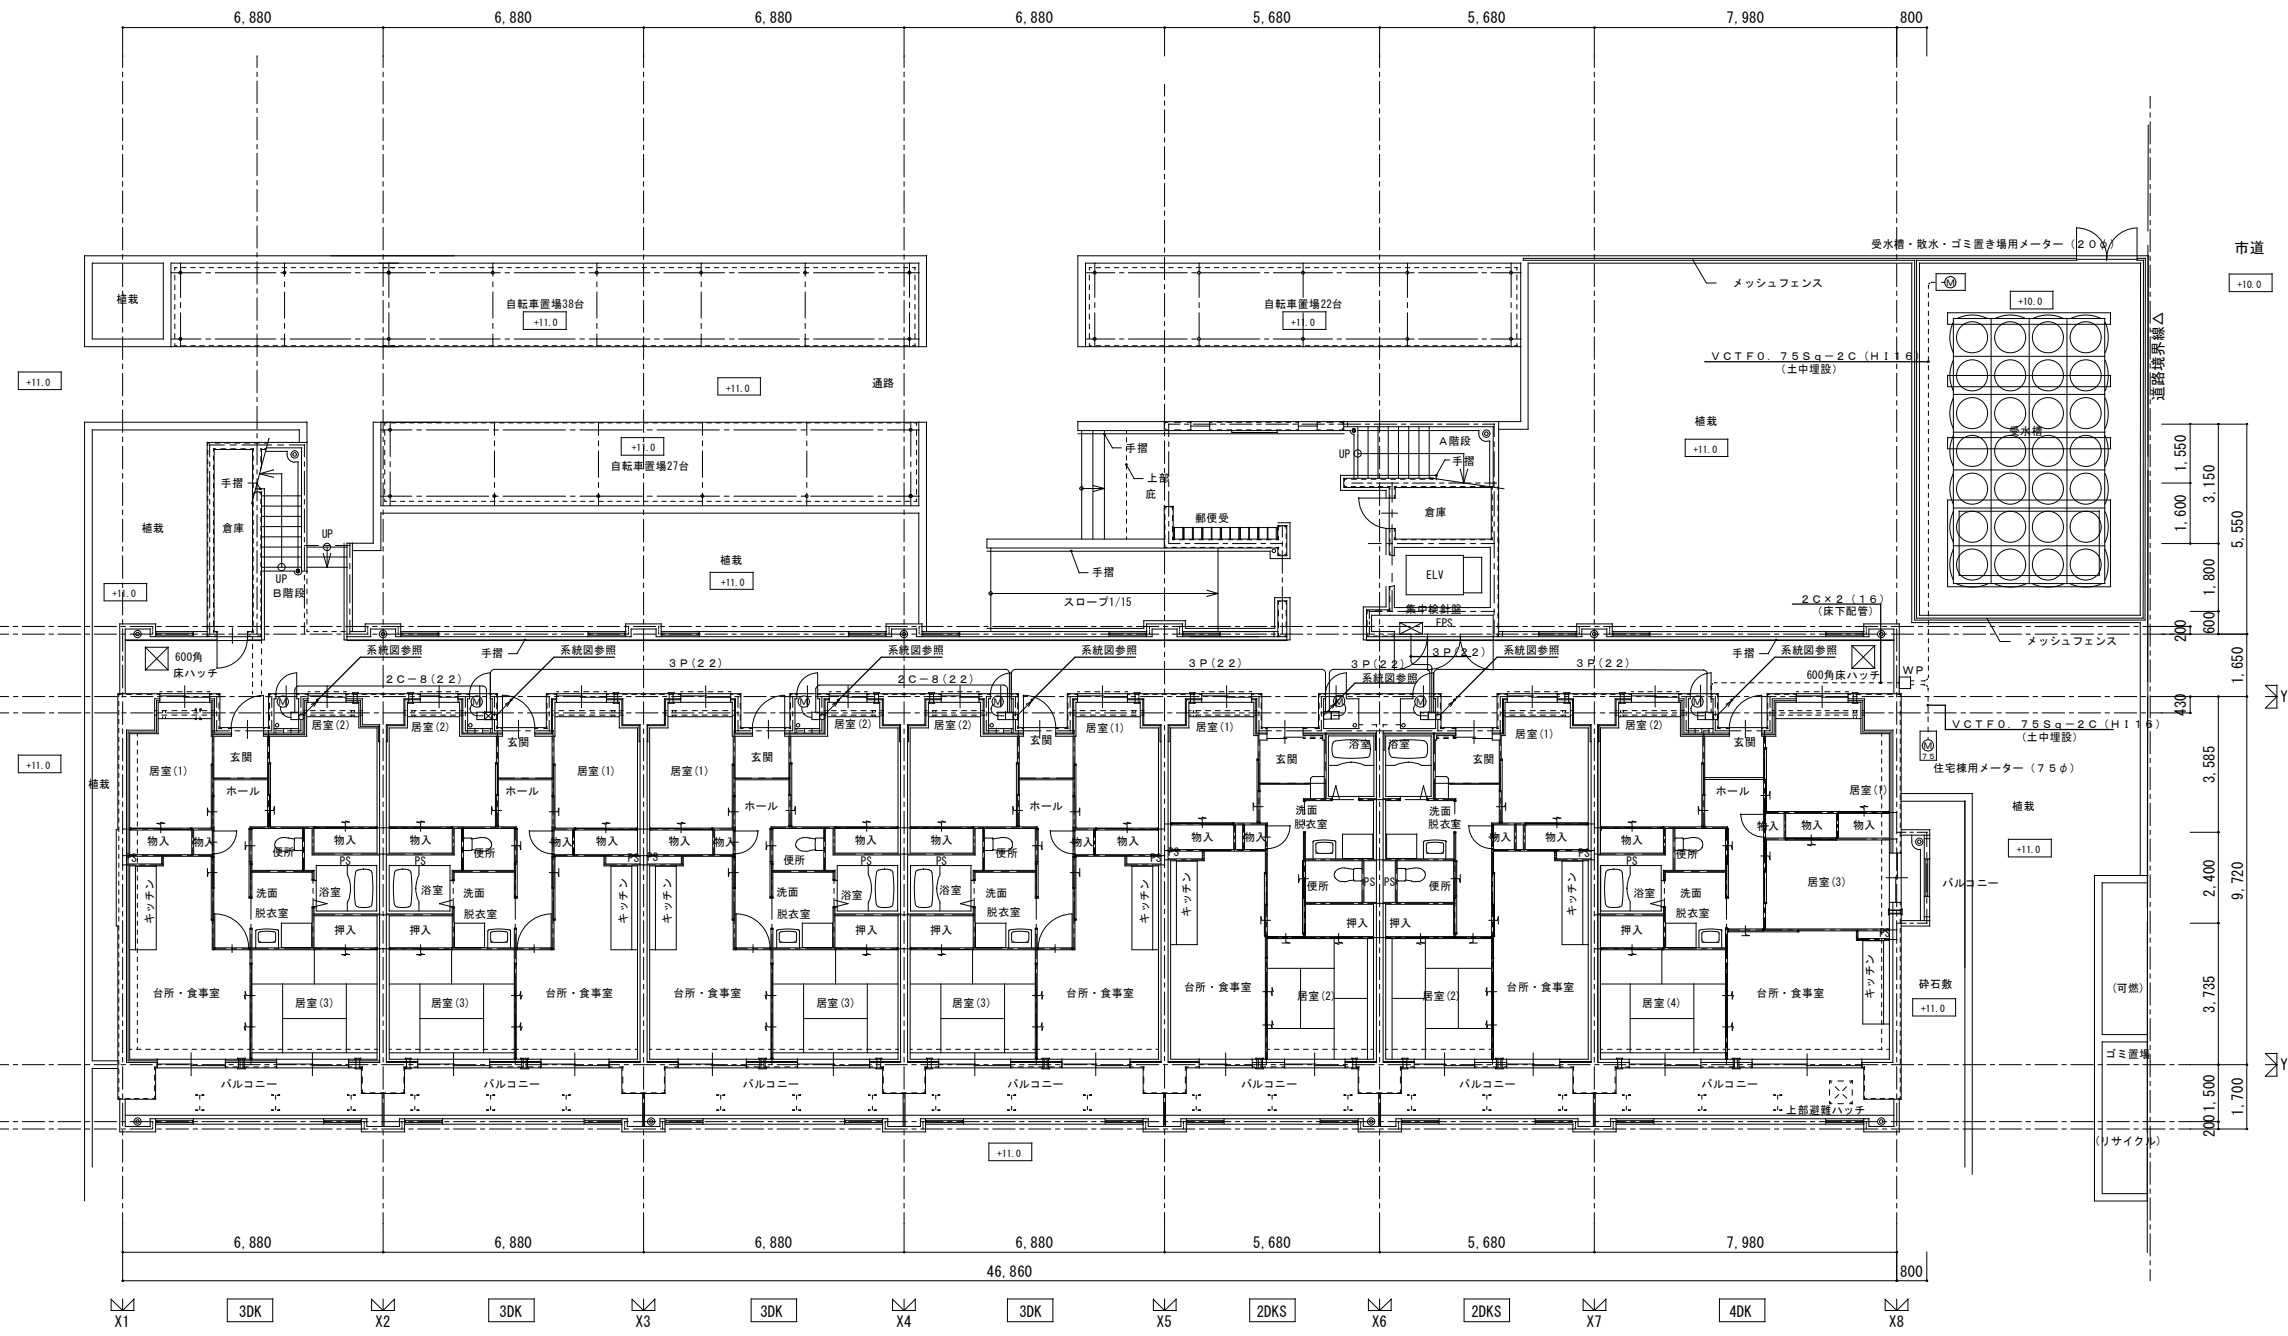 6,880 6,880 6,880 6,880 5,680 5,680 7,980 800
受水槽・散水・ゴミ置き場用メーター(20φ)
市道
+10.0
植栽
自転車置場38台
+11.0
自転車置場22台
+11.0
メッシュフェンス
M
+10.0
道路境界線△
VCTF0.75Sq-2C(HI16)
(土中埋設)
+11.0
+11.0
通路
植栽
+11.0
受水槽
+11.0
自転車置場27台
手摺
上部
庇
A階段
UP
手摺
手摺
倉庫
植栽
UP
UP
B階段
+11.0
植栽
+11.0
郵便受
倉庫
ELV
手摺
スロープ1/15
集中検針盤
EPS
2C×2(16)
(床下配管)
メッシュフェンス
1,550
1,600
3,150
5,550
1,800
600
200
1,650
430
3,585
2,400
9,720
3,735
1,500
200
1,700
Y
Y
600角
床ハッチ
系統図参照
手摺
系統図参照
系統図参照
系統図参照
系統図参照
系統図参照
手摺
系統図参照
2C-8(22)
3P(22)
2C-8(22)
3P(22)
3P(22)
3P(22)
3P(22)
600角床ハッチ
WP
VCTF0.75Sq-2C(HI16)
(土中埋設)
M
75
住宅棟用メーター(75φ)
M M M M M M M
+11.0
植栽
居室(1) 玄関 居室(2) 居室(2) 玄関 居室(1) 居室(1) 玄関 居室(2) 居室(2) 玄関 居室(1) 居室(1) 玄関 浴室 浴室 玄関 居室(1) 居室(2) 玄関 居室(1)
ホール ホール ホール ホール ホール
洗面
脱衣室
洗面
脱衣室
植栽
+11.0
物入 物入 物入 物入 物入 物入 物入 物入 物入 物入 物入 物入 物入 物入 物入 物入 物入 物入 物入 物入
便所 便所 便所 便所 便所 便所 便所
PS PS PS PS PS PS PS PS PS PS PS PS PS PS
キッチン 洗面 浴室 浴室 洗面 キッチン キッチン 洗面 浴室 浴室 洗面 キッチン キッチン キッチン 浴室 洗面 居室(3) バルコニー
脱衣室 脱衣室 脱衣室 脱衣室 脱衣室
押入 押入 押入 押入 押入 押入 押入
キッチン
台所・食事室 居室(3) 居室(3) 台所・食事室 台所・食事室 居室(3) 居室(3) 台所・食事室 台所・食事室 居室(2) 居室(2) 台所・食事室 居室(4) 台所・食事室
砕石敷
+11.0
(可燃)
ゴミ置場
(リサイクル)
バルコニー バルコニー バルコニー バルコニー バルコニー バルコニー バルコニー
上部避難ハッチ
+11.0
6,880 6,880 6,880 6,880 5,680 5,680 7,980
46,860 800
X1 3DK X2 3DK X3 3DK X4 3DK X5 2DKS X6 2DKS X7 4DK X8